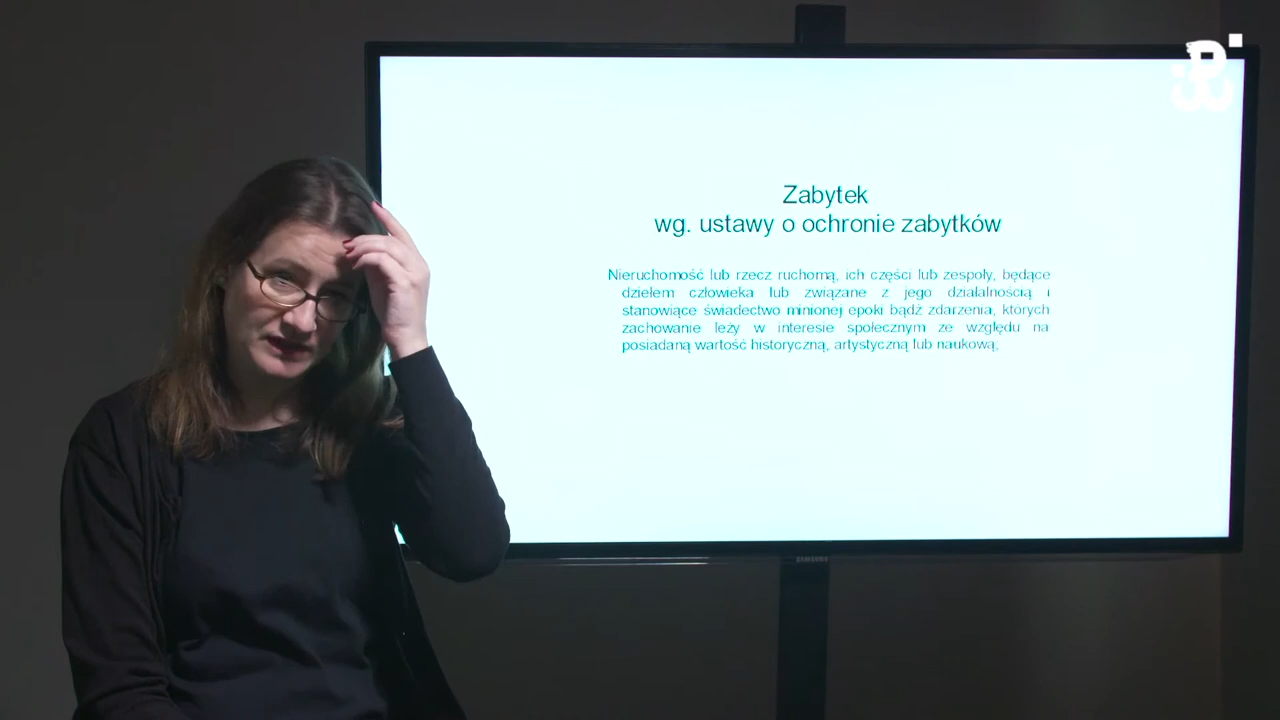 Zabytek
wg. ustawy o ochronie zabytków
Nieruchomość lub rzecz ruchomą, ich części lub zespoły, będące
dziełem człowieka lub związane z jego działalnością i
stanowiące świadectwo minionej epoki bądź zdarzenia, których
zachowanie leży w interesie społecznym ze względu na
posiadaną wartość historyczną, artystyczną lub naukową;
SAMSUNG